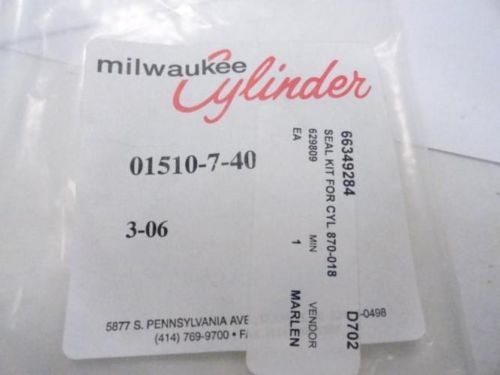 milwaukee
Cylinder
01510-7-40
3-06
5877 S. PENNSYLVANIA AVE
-0498
(414) 769-9700 • FA
66349284 D702
SEAL KIT FOR CYL 870-018
629809 MIN VENDOR
EA 1 MARLEN